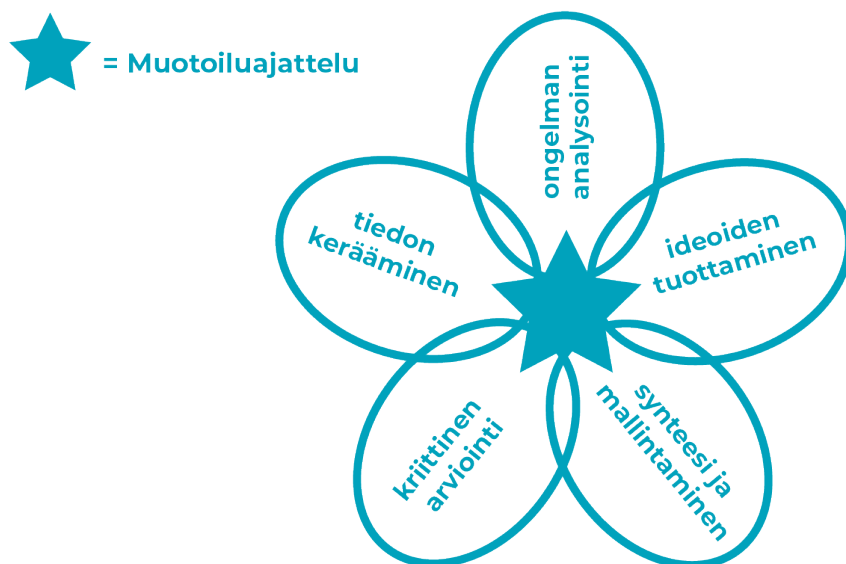 = Muotoiluajattelu
ongelman
analysointi
ideoiden
tuottaminen
synteesi ja
mallintaminen
kriittinen
arviointi
tiedon
kerääminen